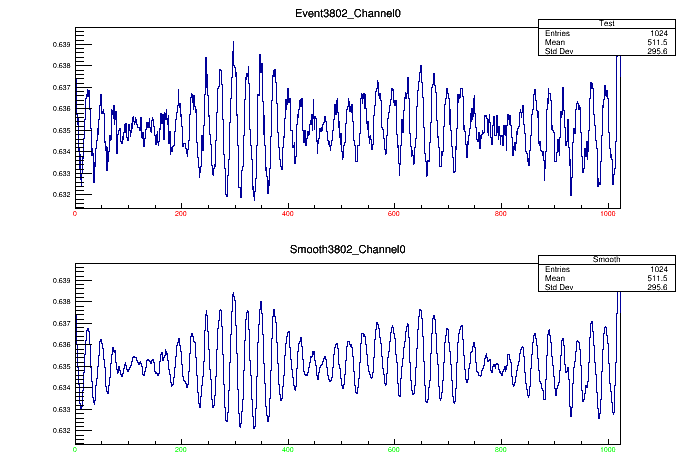 Event3802_Channel0
Test
Entries 1024
Mean 511.5
Std Dev 295.6
0.639
0.638
0.637
0.636
0.635
0.634
0.633
0.632
0 200 400 600 800 1000
Smooth3802_Channel0
Smooth
Entries 1024
Mean 511.5
Std Dev 295.6
0.639
0.638
0.637
0.636
0.635
0.634
0.633
0.632
0 200 400 600 800 1000